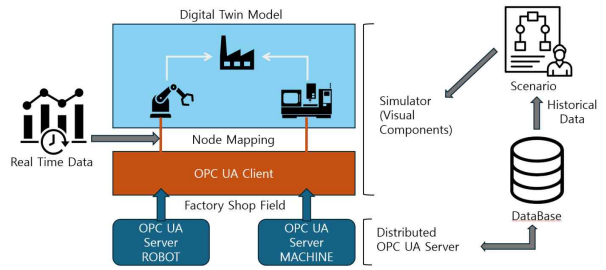 Digital Twin Model
Real Time Data
Node Mapping
OPC UA Client
Factory Shop Field
OPC UA
Server
ROBOT
OPC UA
Server
MACHINE
Simulator
(Visual
Components)
Distributed
OPC UA Server
Scenario
Historical
Data
DataBase